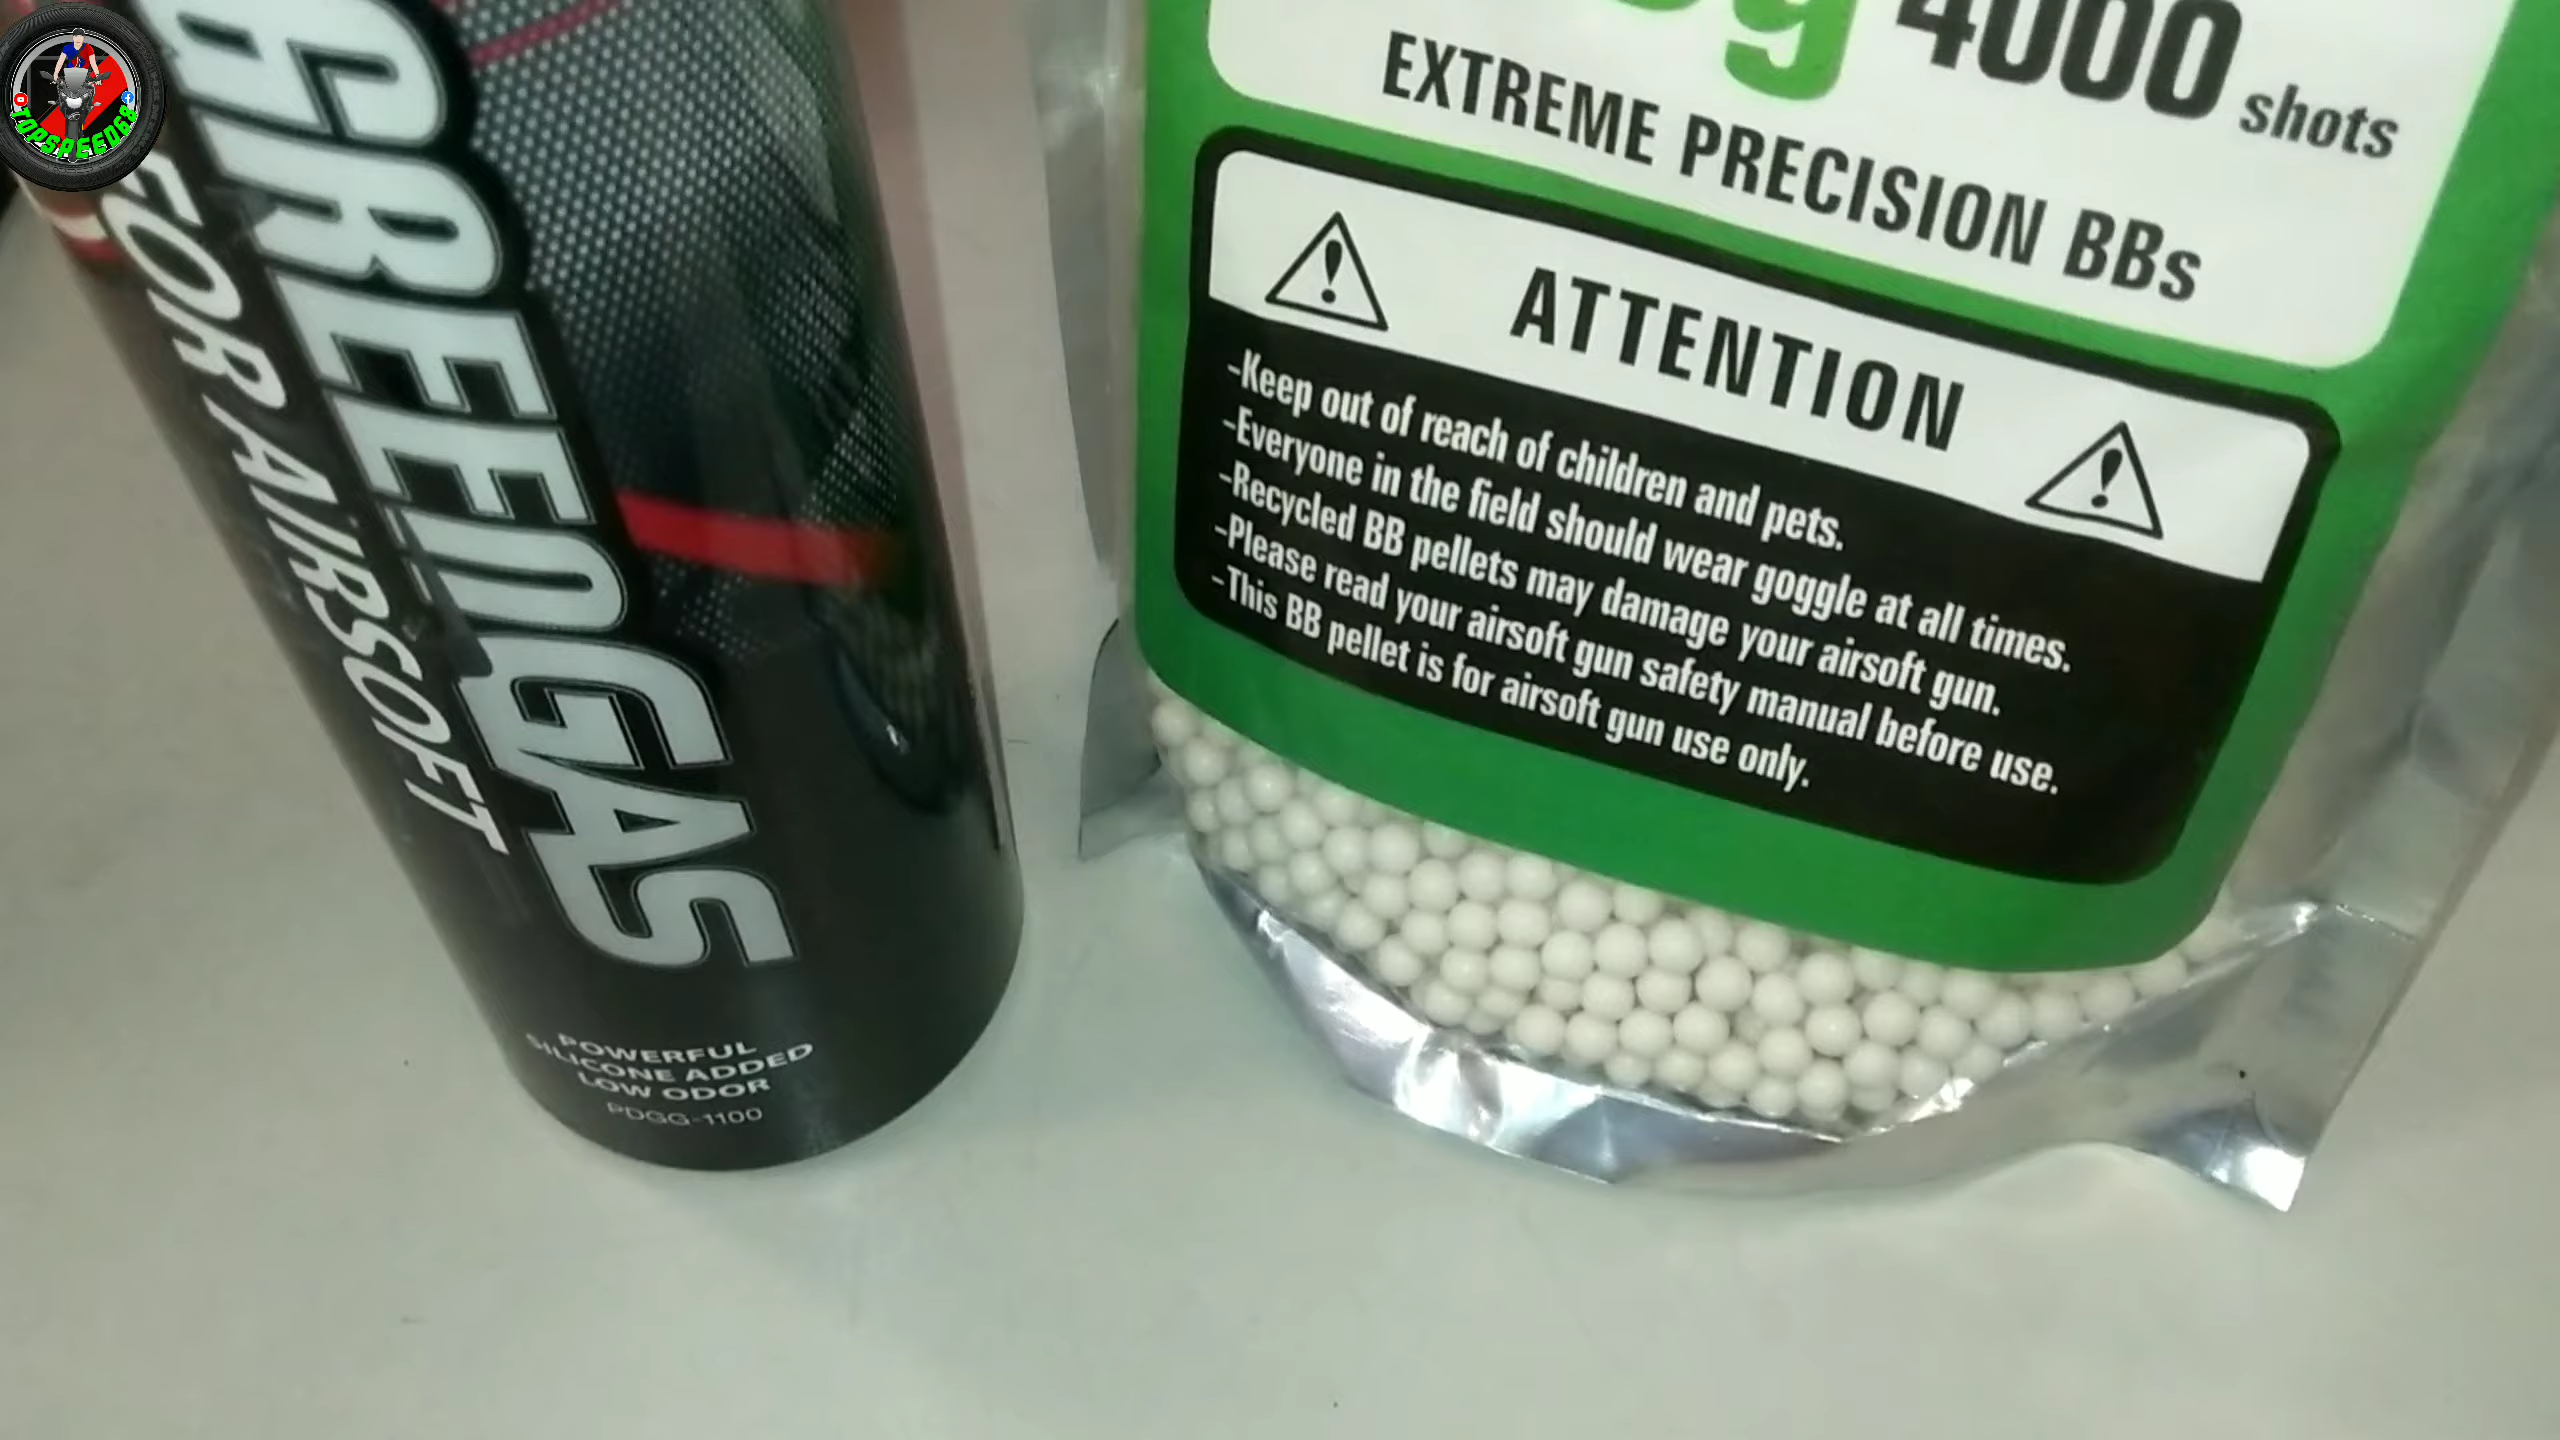 TOPSPEED68
GREENGAS
FOR AIRSOFT
POWERFUL
SILICONE ADDED
LOW ODOR
PDGG-1100
4000 shots
EXTREME PRECISION BBs
ATTENTION
-Keep out of reach of children and pets.
-Everyone in the field should wear goggle at all times.
-Recycled BB pellets may damage your airsoft gun.
-Please read your airsoft gun safety manual before use.
-This BB pellet is for airsoft gun use only.